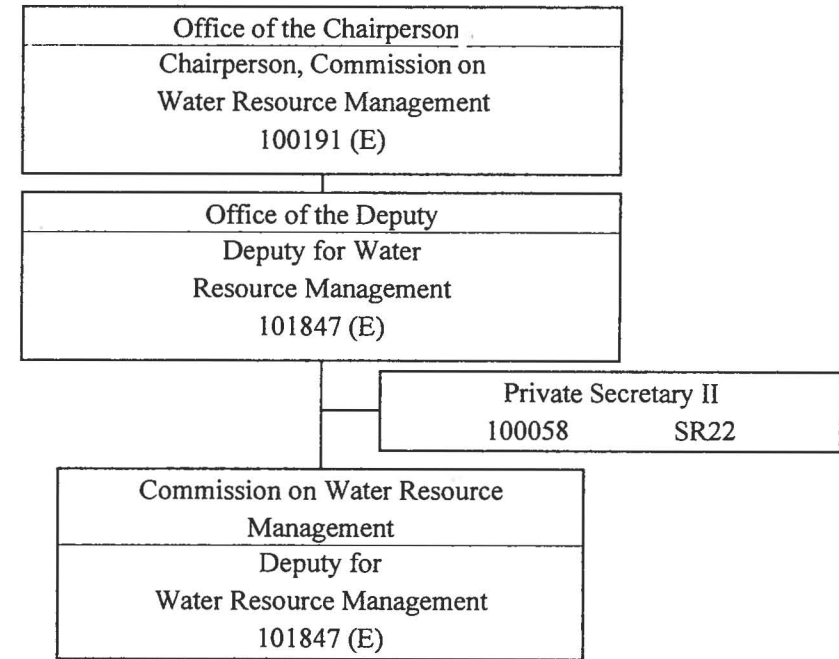 Office of the Chairperson
Chairperson, Commission on
Water Resource Management
100191 (E)
Office of the Deputy
Deputy for Water
Resource Management
101847 (E)
Private Secretary II
100058 SR22
Commission on Water Resource
Management
Deputy for
Water Resource Management
101847 (E)